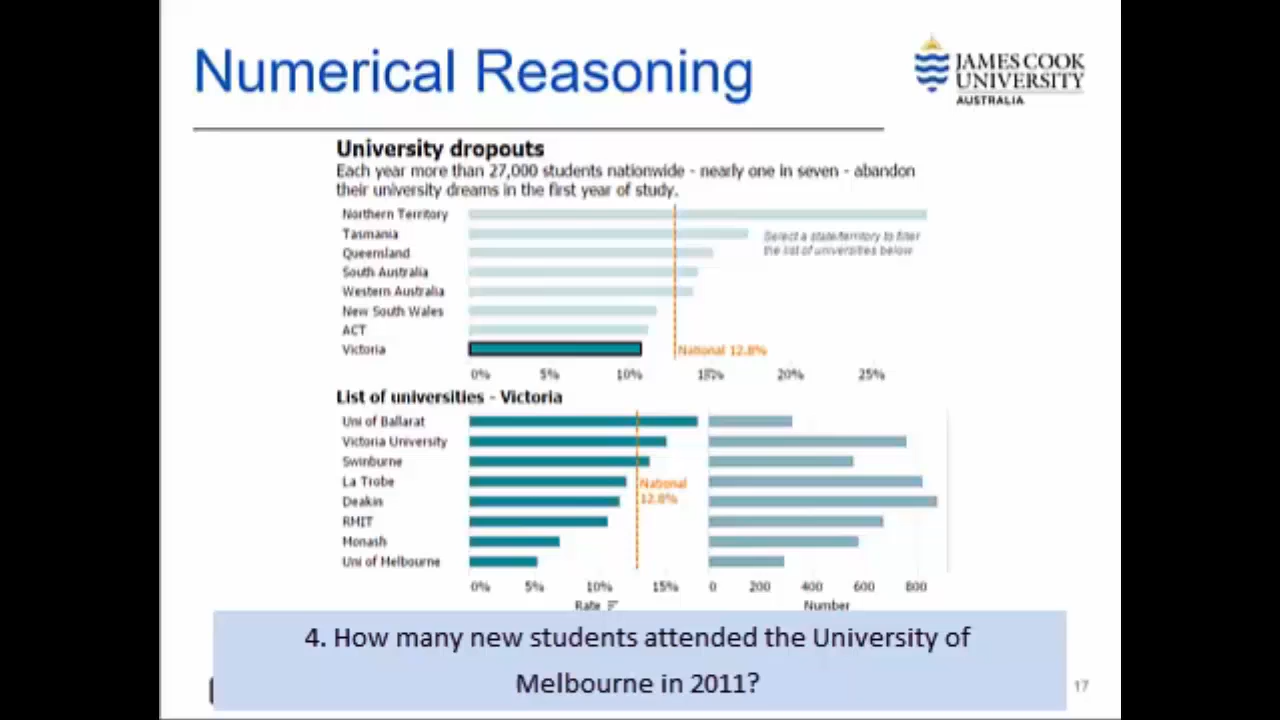 Numerical Reasoning
JAMES COOK
UNIVERSITY
AUSTRALIA
University dropouts
Each year more than 27,000 students nationwide - nearly one in seven - abandon
their university dreams in the first year of study.
Northern Territory
Tasmania
Select a state/territory to filter
the list of universities below
Queensland
South Australia
Western Australia
New South Wales
ACT
Victoria
National 12.8%
0% 5% 10% 15% 20% 25%
List of universities - Victoria
Uni of Ballarat
Victoria University
Swinburne
La Trobe
National
12.8%
Deakin
RMIT
Monash
Uni of Melbourne
0% 5% 10% 15% 0 200 400 600 800
Rate Number
4. How many new students attended the University of
Melbourne in 2011?
17